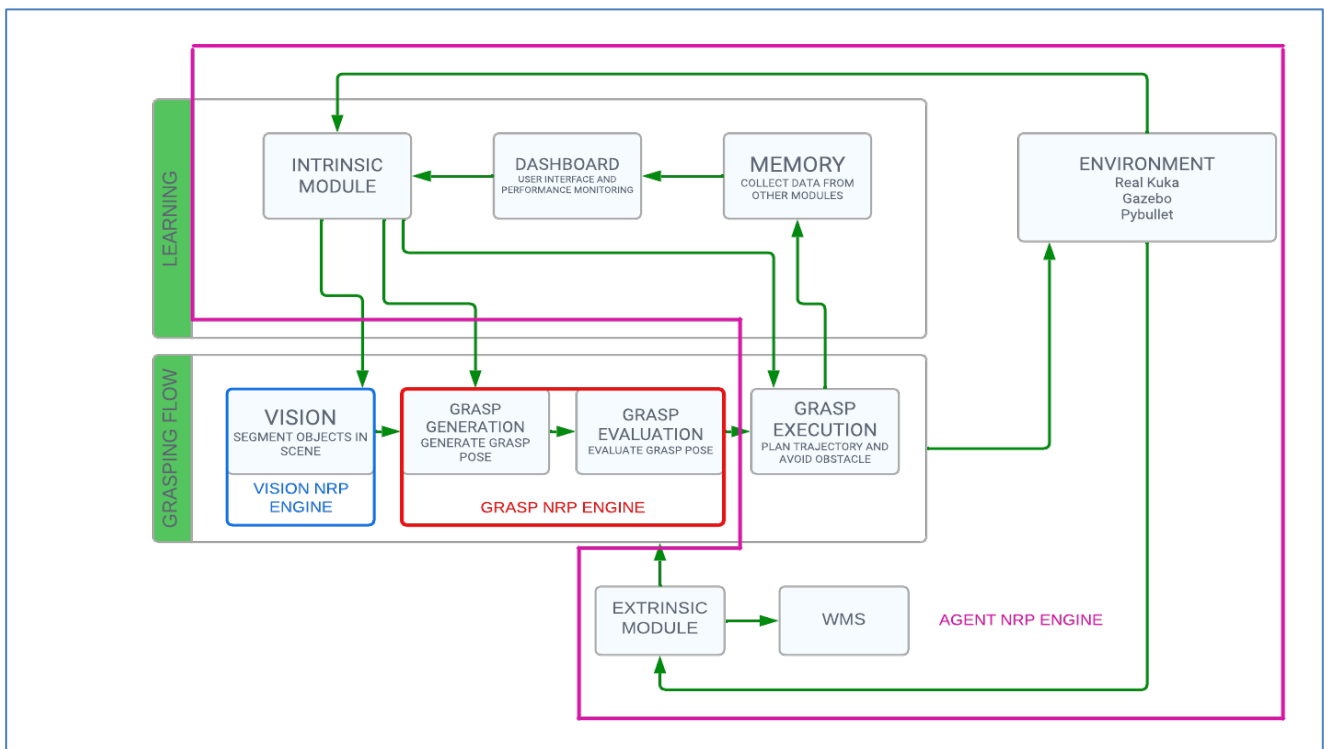 LEARNING
INTRINSIC
MODULE
DASHBOARD
USER INTERFACE AND
PERFORMANCE MONITORING
MEMORY
COLLECT DATA FROM
OTHER MODULES
ENVIRONMENT
Real Kuka
Gazebo
Pybullet
GRASPING FLOW
VISION
SEGMENT OBJECTS IN
SCENE
VISION NRP
ENGINE
GRASP
GENERATION
GENERATE GRASP
POSE
GRASP
EVALUATION
EVALUATE GRASP POSE
GRASP NRP ENGINE
GRASP
EXECUTION
PLAN TRAJECTORY AND
AVOID OBSTACLE
EXTRINSIC
MODULE
WMS
AGENT NRP ENGINE